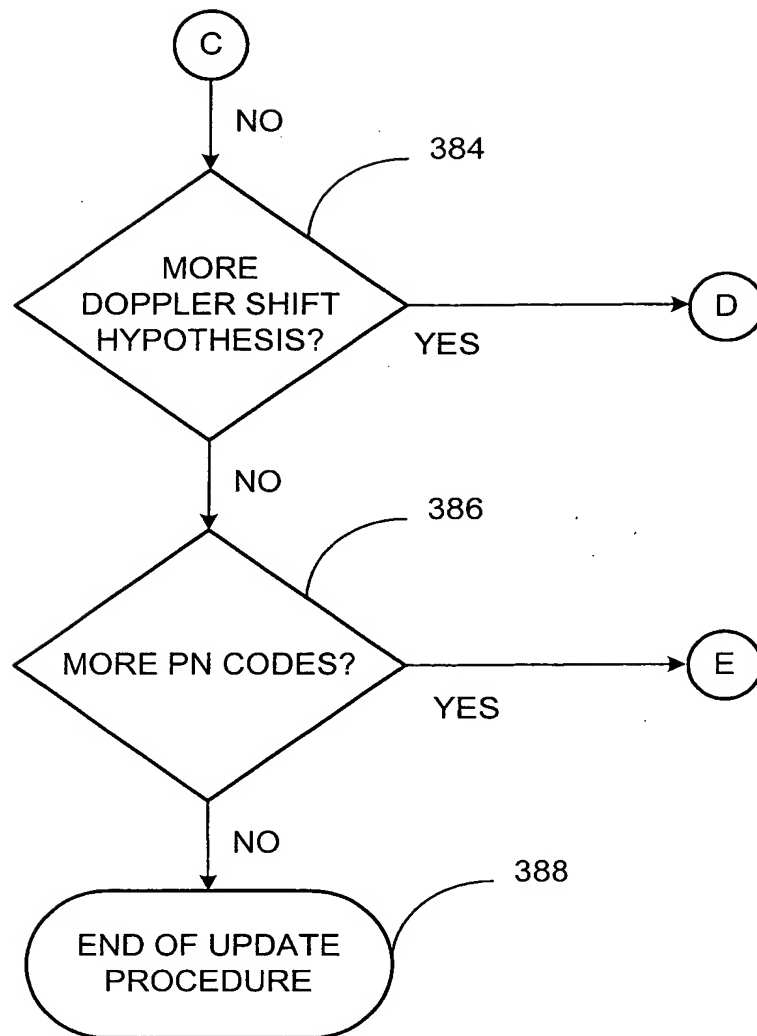 C
NO
384
MORE
DOPPLER SHIFT
HYPOTHESIS?
D
YES
NO
386
MORE PN CODES?
E
YES
NO
388
END OF UPDATE
PROCEDURE